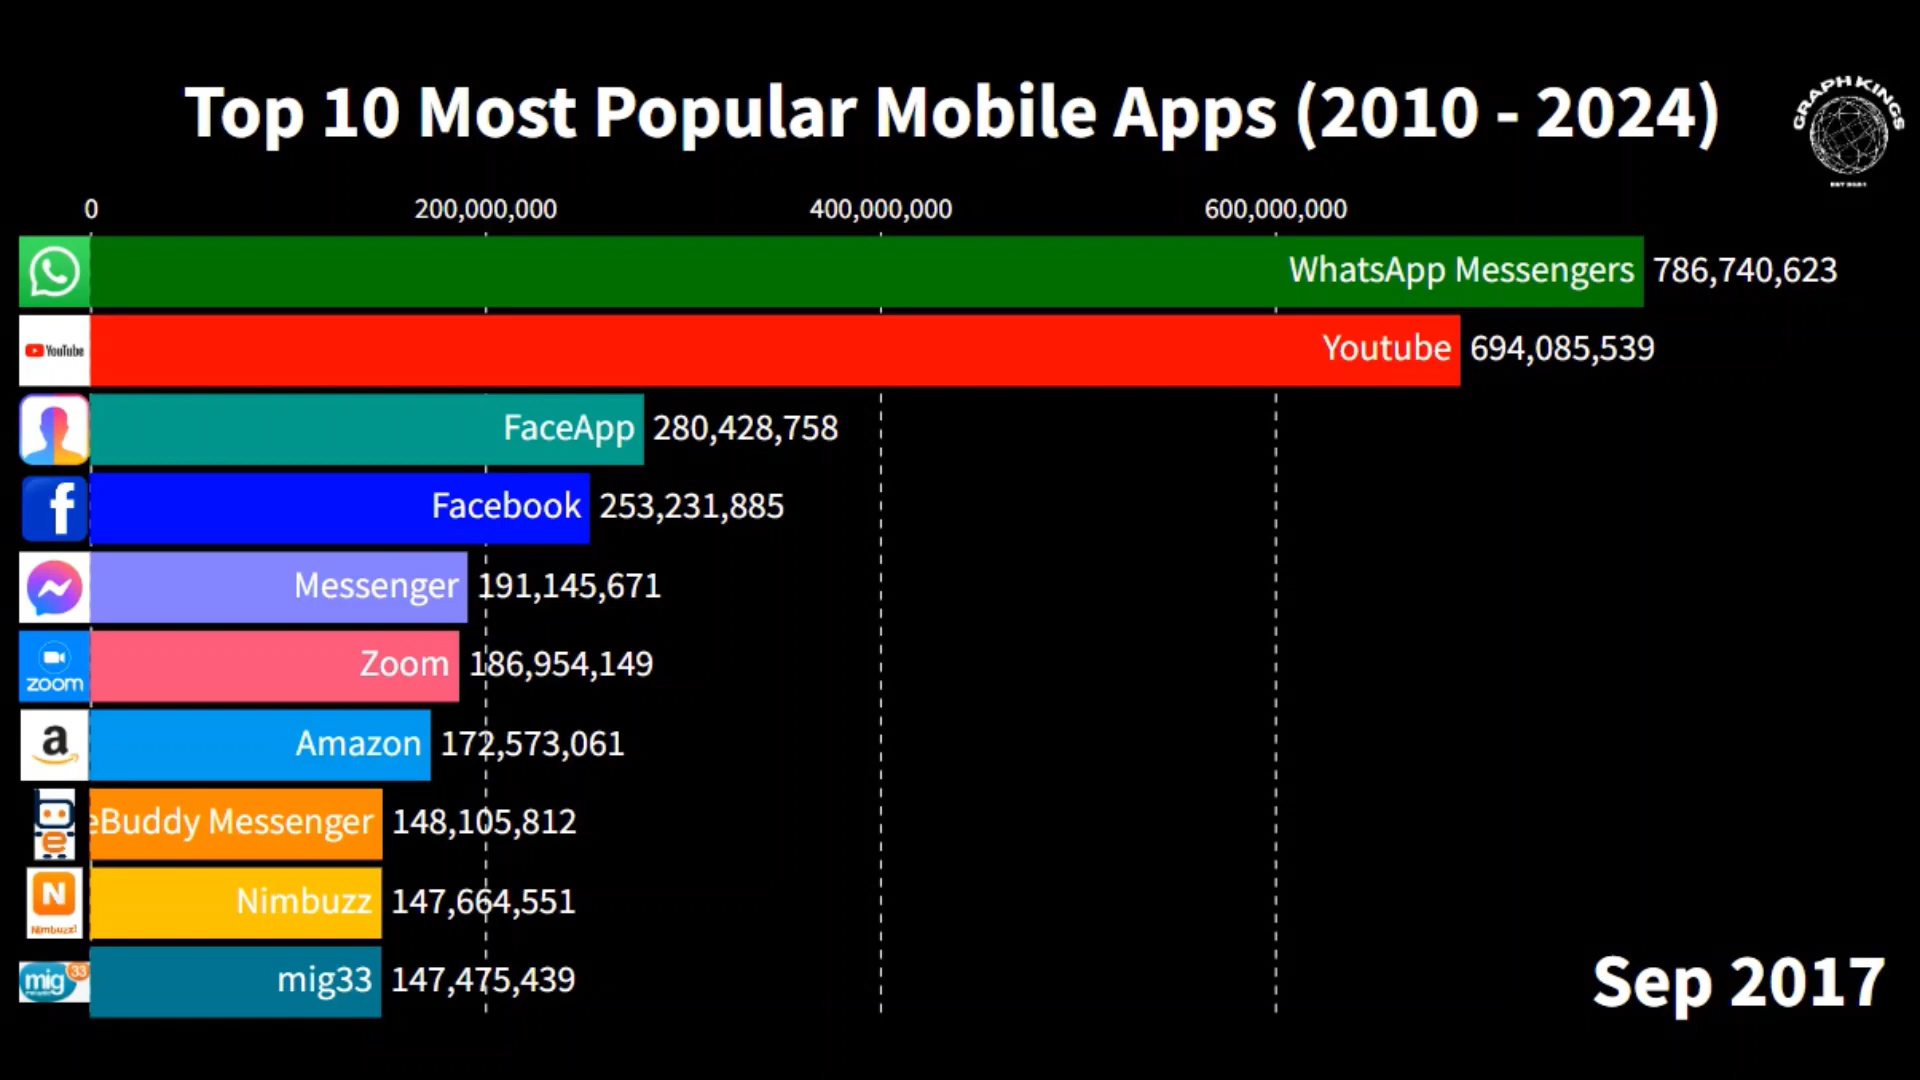 Top 10 Most Popular Mobile Apps (2010 - 2024)
GRAPH KINGS
0 200,000,000 400,000,000 600,000,000
WhatsApp Messengers 786,740,623
YouTube Youtube 694,085,539
FaceApp 280,428,758
f Facebook 253,231,885
Messenger 191,145,671
zoom Zoom 186,954,149
a Amazon 172,573,061
e eBuddy Messenger 148,105,812
N Nimbuzz 147,664,551
Nimbuzz!
mig 33 mig33 147,475,439
Sep 2017